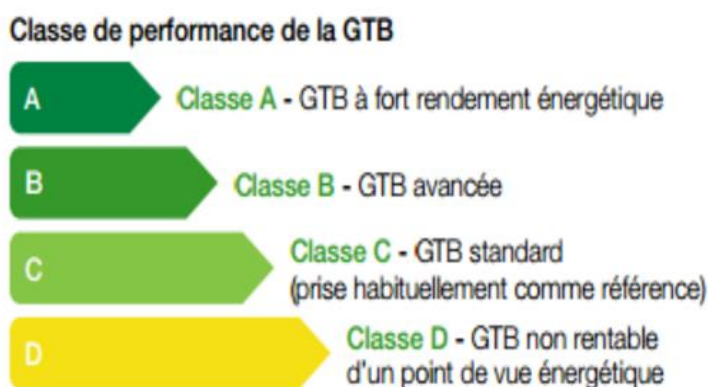 Classe de performance de la GTB
A
Classe A - GTB à fort rendement énergétique
B
Classe B - GTB avancée
C
Classe C - GTB standard
(prise habituellement comme référence)
D
Classe D - GTB non rentable
d'un point de vue énergétique